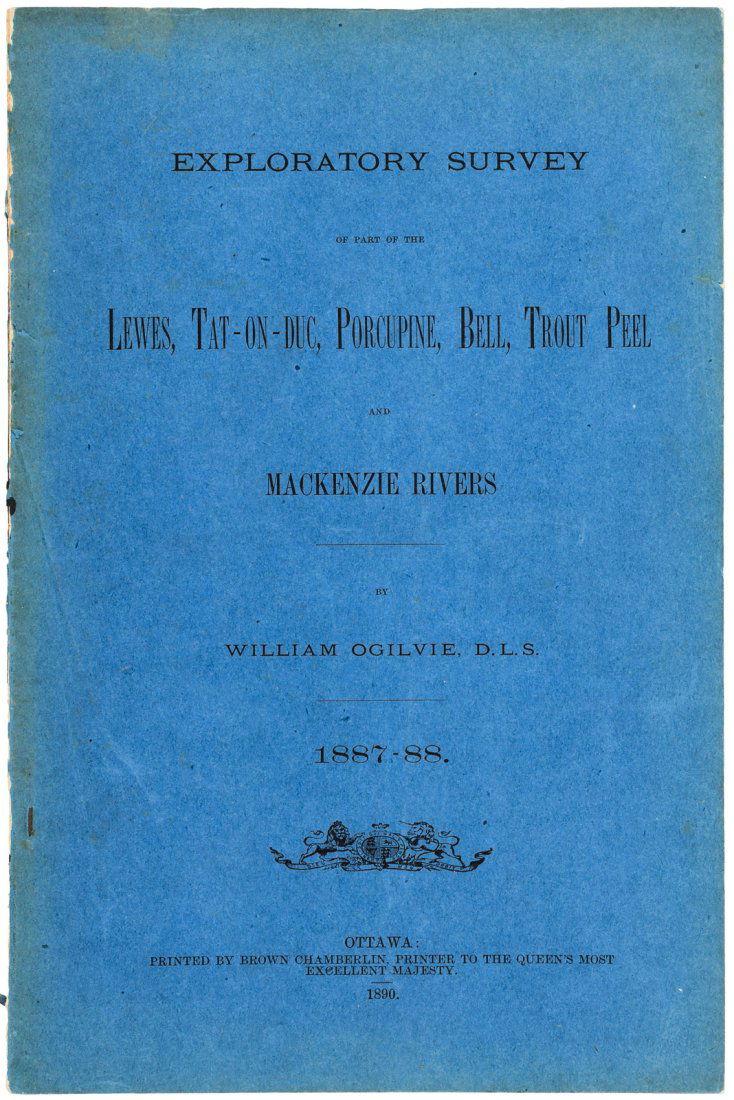 EXPLORATORY SURVEY
OF PART OF THE
LEWES, TAT-ON-DUC, PORCUPINE, BELL, TROUT PEEL
AND
MACKENZIE RIVERS
BY
WILLIAM OGILVIE, D.L.S.
1887-88.
OTTAWA:
PRINTED BY BROWN CHAMBERLIN, PRINTER TO THE QUEEN'S MOST
EXCELLENT MAJESTY.
1890.